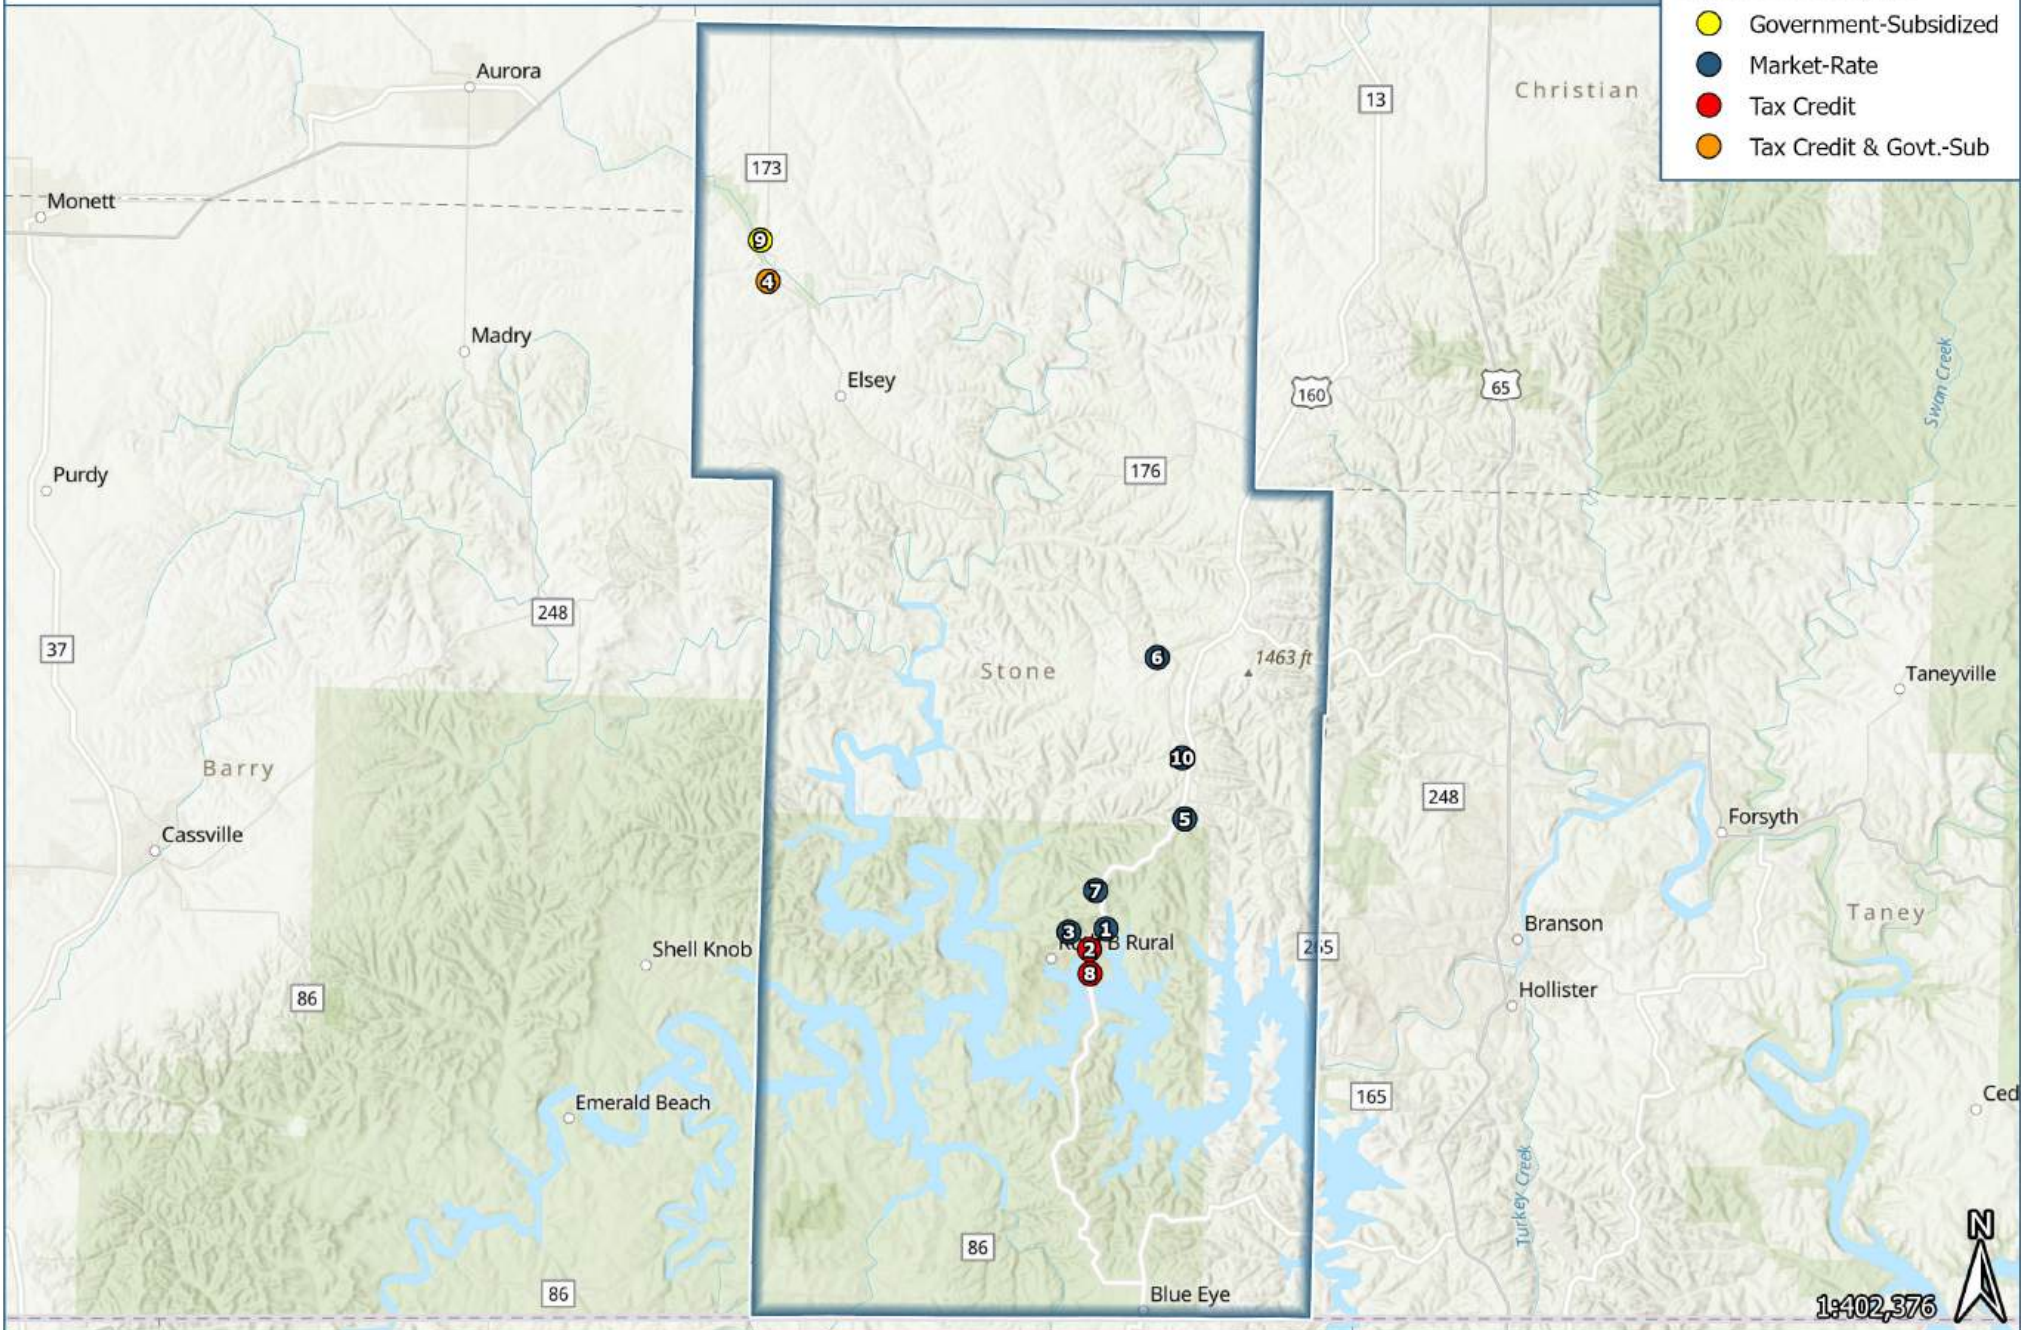 Government-Subsidized
Market-Rate
Tax Credit
Tax Credit & Govt.-Sub
Aurora
13
Christian
173
Monett
9
4
Madry
Elsey
160
65
Swan Creek
176
Purdy
248
37
6
1463 ft
Stone
Taneyville
10
Barry
248
5
Forsyth
Cassville
7
Taney
Branson
3
1
B Rural
2
265
Shell Knob
8
86
Hollister
165
Ced
Emerald Beach
Turkey Creek
N
86
86
Blue Eye
1:402,376